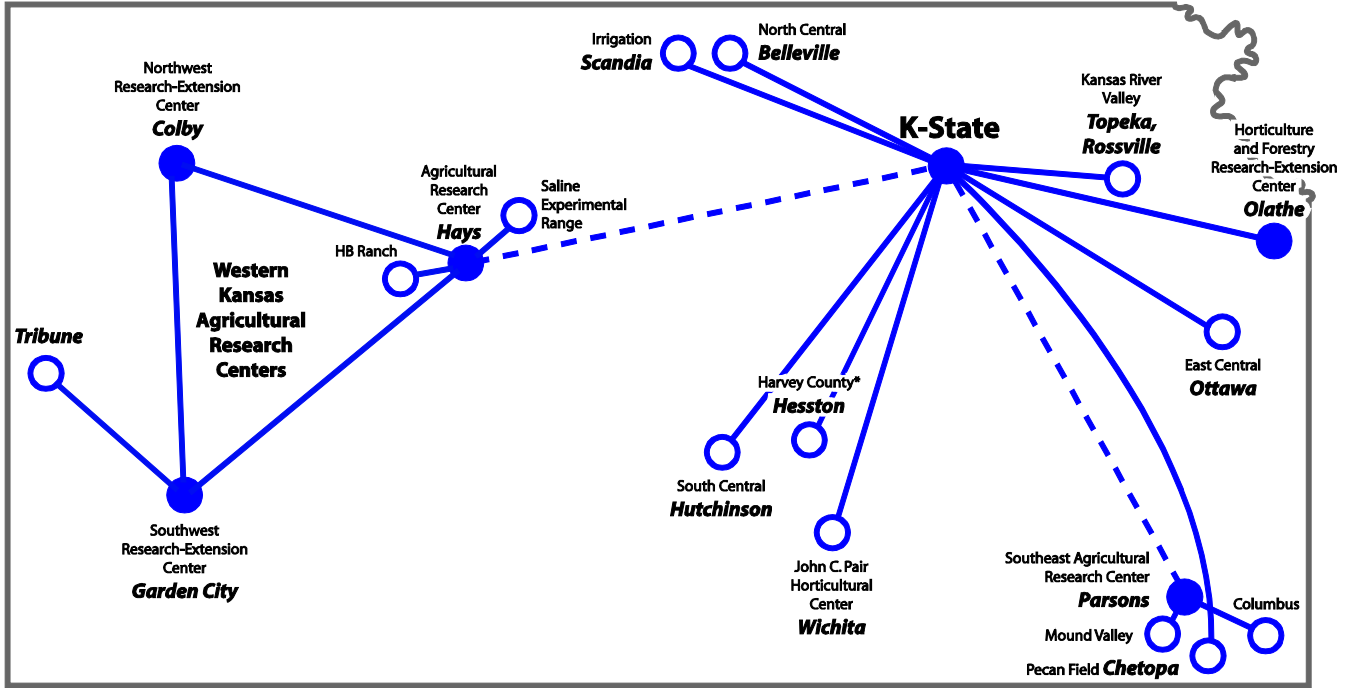 Irrigation
Scandia
North Central
Belleville
Northwest
Research-Extension
Center
Colby
Kansas River
Valley
Topeka,
Rossville
K-State
Horticulture
and Forestry
Research-Extension
Center
Olathe
Agricultural
Research
Center
Hays
Saline
Experimental
Range
HB Ranch
Western
Kansas
Agricultural
Research
Centers
Tribune
East Central
Ottawa
Harvey County*
Hesston
South Central
Hutchinson
Southwest
Research-Extension
Center
Garden City
John C. Pair
Horticultural
Center
Wichita
Southeast Agricultural
Research Center
Parsons
Columbus
Mound Valley
Pecan Field Chetopa